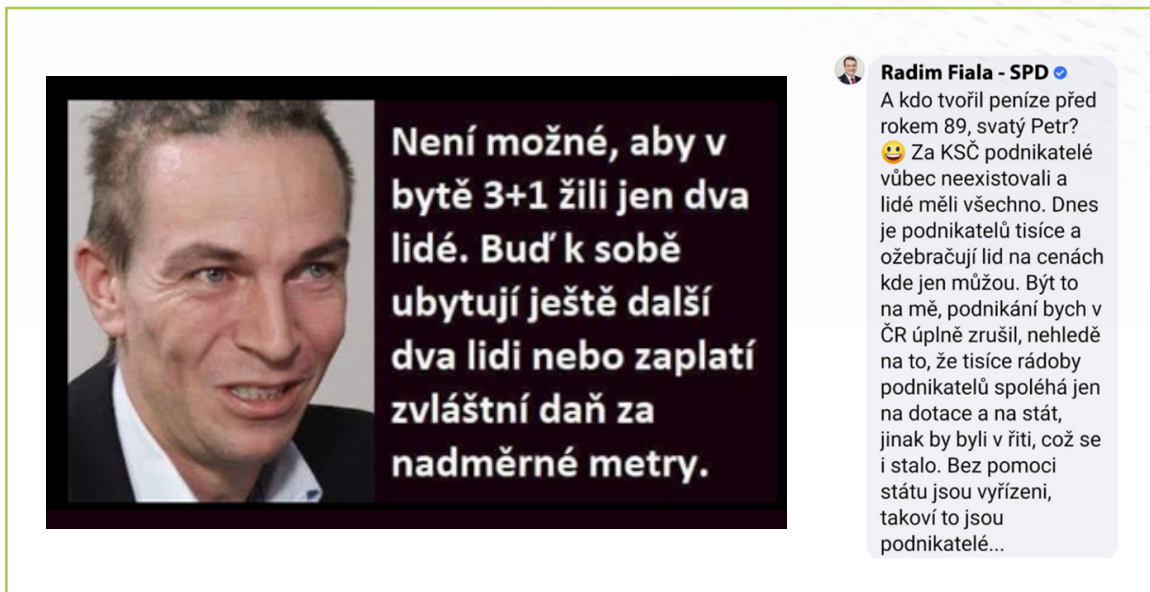 Není možné, aby v
bytě 3+1 žili jen dva
lidé. Buď k sobě
ubytují ještě další
dva lidi nebo zaplatí
zvláštní daň za
nadměrné metry.
Radim Fiala - SPD
A kdo tvořil peníze před
rokem 89, svatý Petr?
😀 Za KSČ podnikatelé
vůbec neexistovali a
lidé měli všechno. Dnes
je podnikatelů tisíce a
ožebračují lid na cenách
kde jen můžou. Být to
na mě, podnikání bych v
ČR úplně zrušil, nehledě
na to, že tisíce rádoby
podnikatelů spoléhá jen
na dotace a na stát,
jinak by byli v řiti, což se
i stalo. Bez pomoci
státu jsou vyřízeni,
takoví to jsou
podnikatelé...